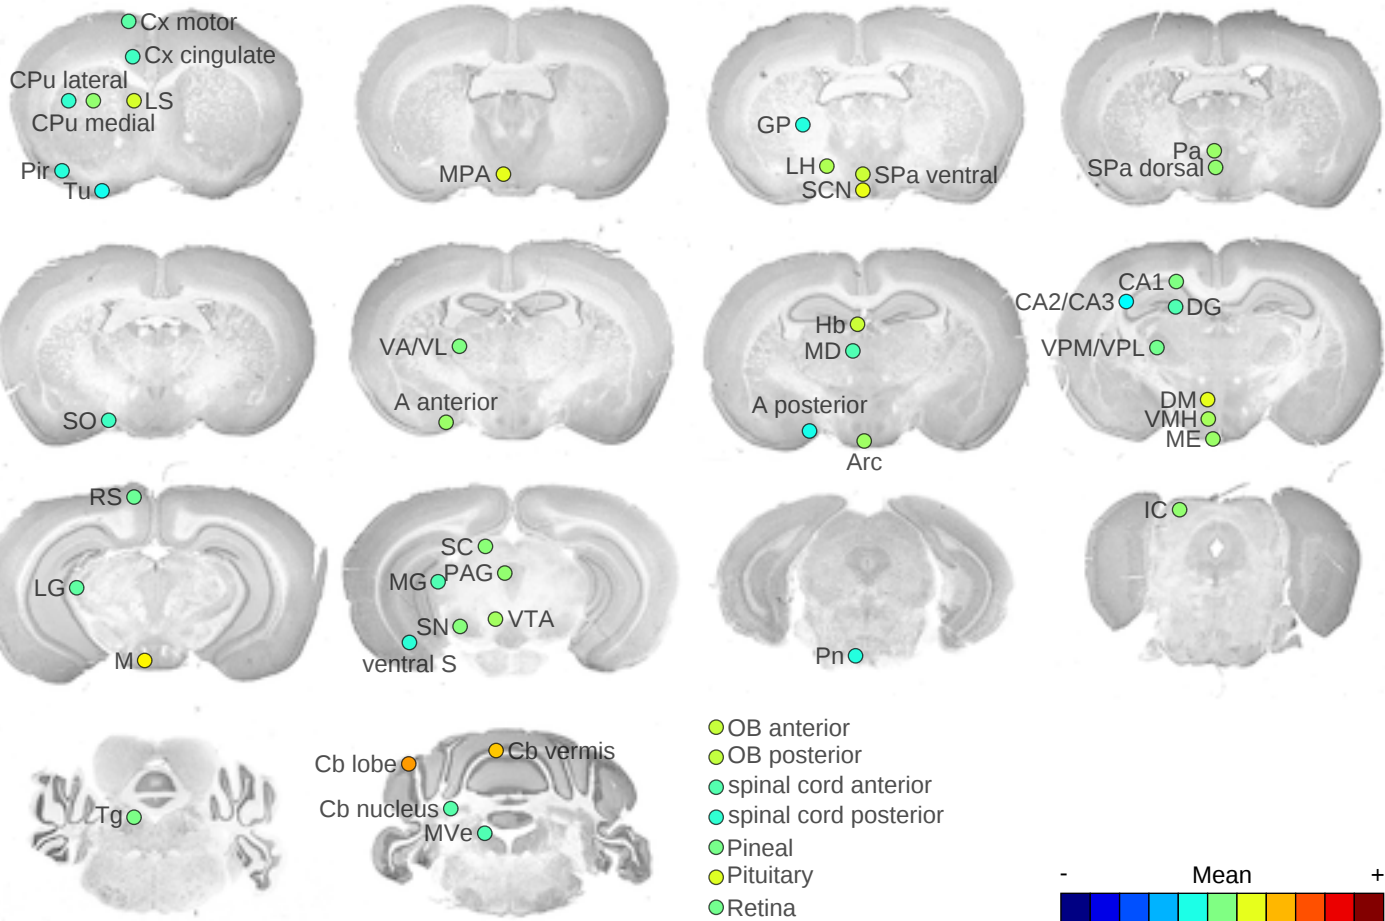 Cx motor
Cx cingulate
CPu lateral
LS
CPu medial
Pir
Tu
MPA
GP
LH
SPa ventral
SCN
Pa
SPa dorsal
SO
VA/VL
A anterior
Hb
MD
A posterior
Arc
CA1
CA2/CA3
DG
VPM/VPL
DM
VMH
ME
RS
LG
M
SC
MG
PAG
SN
VTA
ventral S
Pn
IC
Tg
Cb lobe
Cb vermis
Cb nucleus
MVe
OB anterior
OB posterior
spinal cord anterior
spinal cord posterior
Pineal
Pituitary
Retina
- Mean +